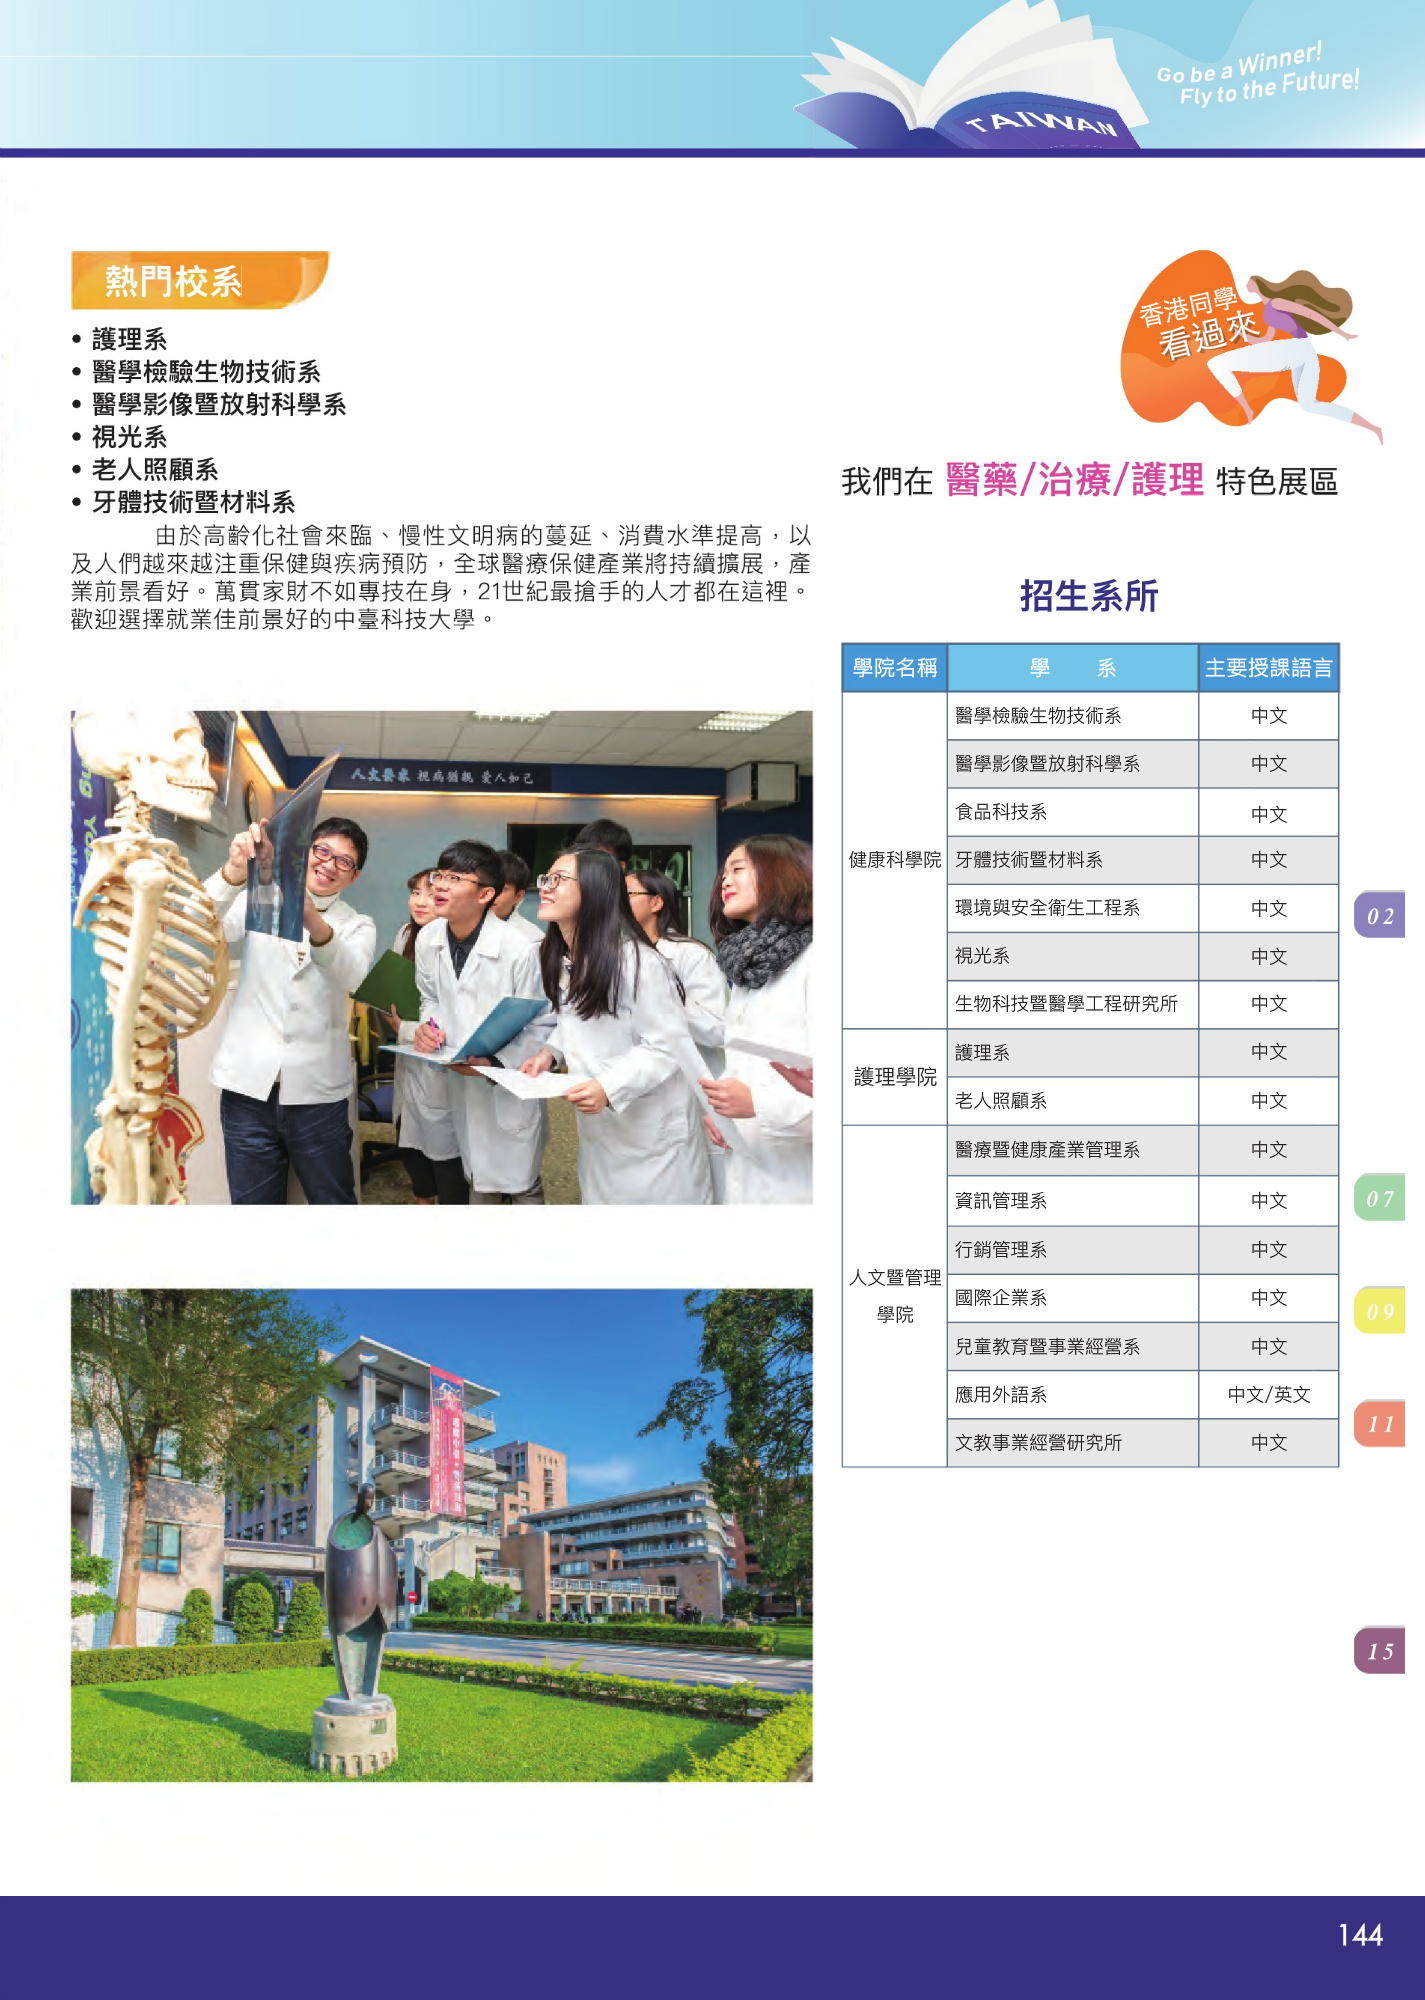 Go be a Winner!
Fly to the Future!
TAIWAN
熱門校系
• 護理系
• 醫學檢驗生物技術系
• 醫學影像暨放射科學系
• 視光系
• 老人照顧系
• 牙體技術暨材料系
由於高齡化社會來臨、慢性文明病的蔓延、消費水準提高，以
及人們越來越注重保健與疾病預防，全球醫療保健產業將持續擴展，產
業前景看好。萬貫家財不如專技在身，21世紀最搶手的人才都在這裡。
歡迎選擇就業佳前景好的中臺科技大學。
人文醫家 視病猶親 愛人如己
香港同學
看過來
我們在 醫藥/治療/護理 特色展區
招生系所
學院名稱 學 系 主要授課語言
健康科學院
醫學檢驗生物技術系 中文
醫學影像暨放射科學系 中文
食品科技系 中文
牙體技術暨材料系 中文
環境與安全衛生工程系 中文
視光系 中文
生物科技暨醫學工程研究所 中文
護理學院
護理系 中文
老人照顧系 中文
人文暨管理
學院
醫療暨健康產業管理系 中文
資訊管理系 中文
行銷管理系 中文
國際企業系 中文
兒童教育暨事業經營系 中文
應用外語系 中文/英文
文教事業經營研究所 中文
02
07
09
11
15
144